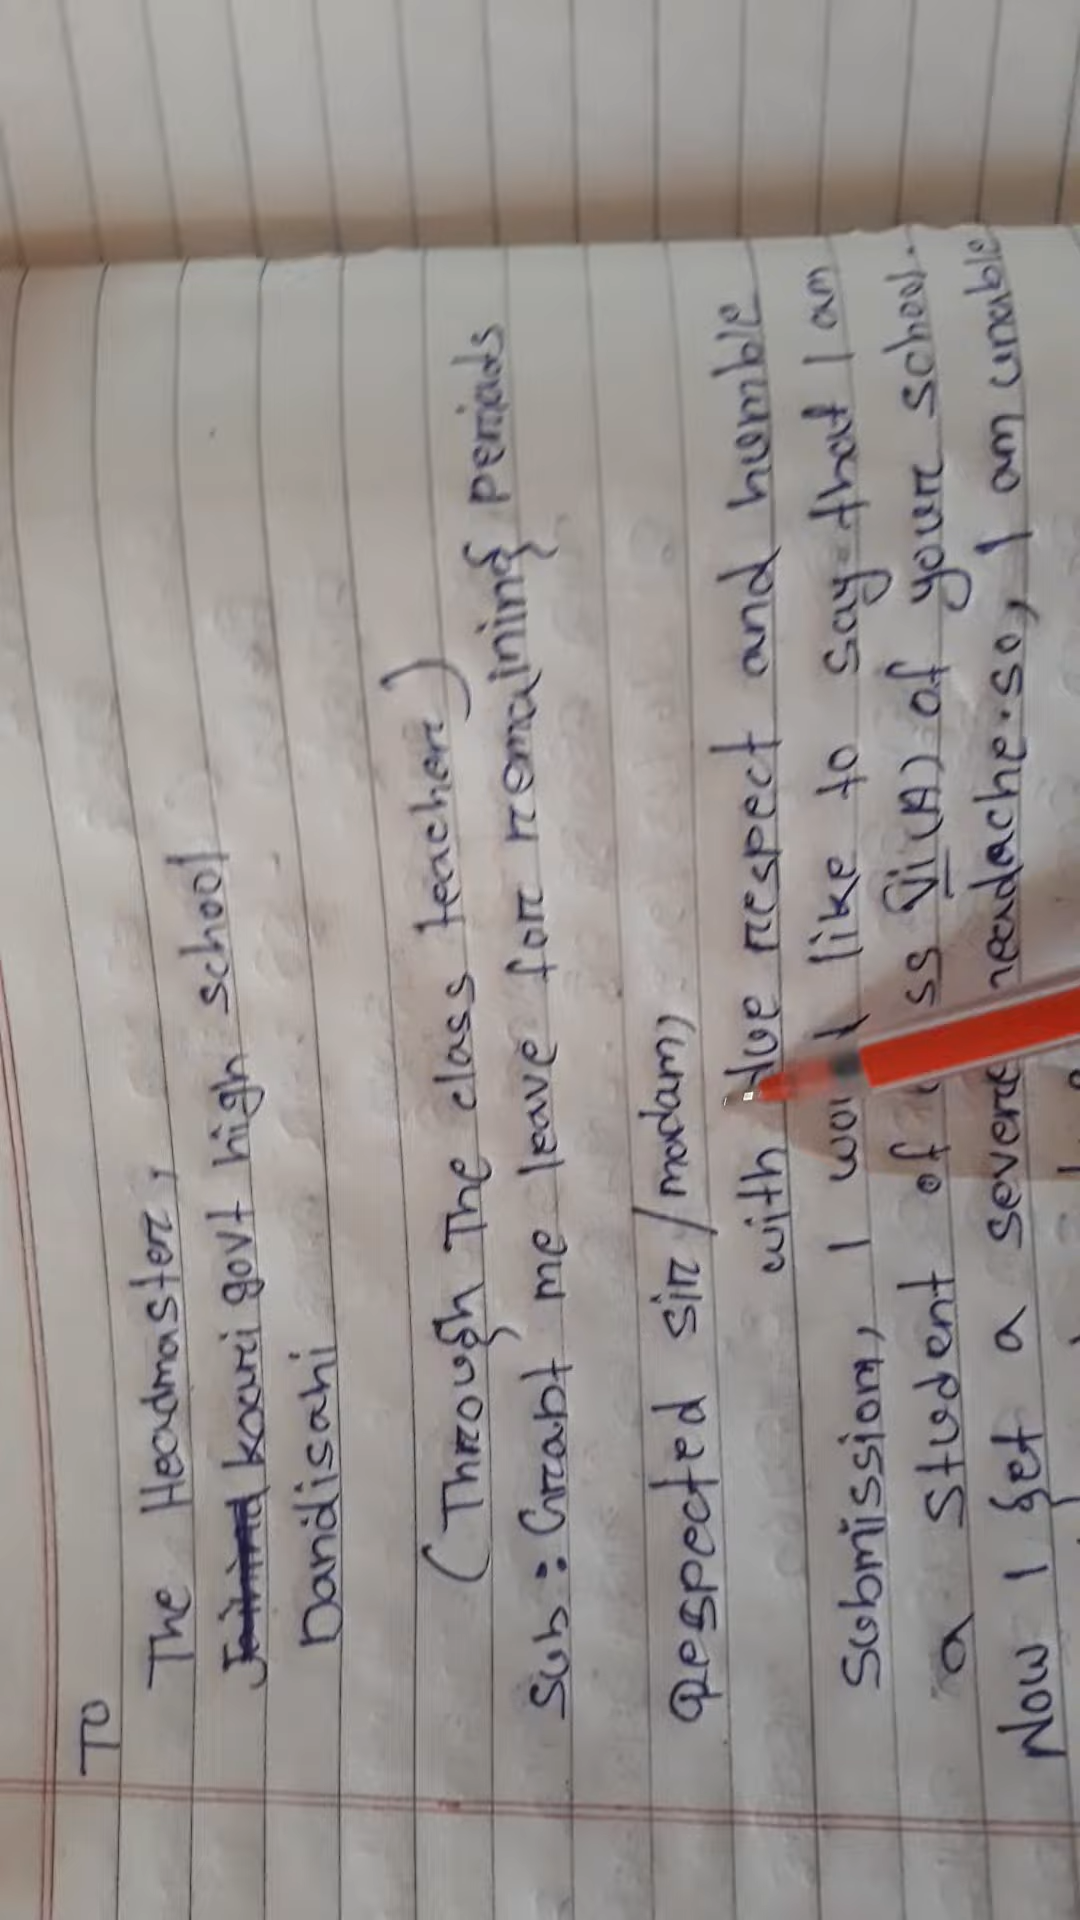 To
The Headmaster,
kacuri govt high school
Dandisahi
(Through The class teacher)
Sub: Grant me leave for remaining periods
Respected sir/madam,
with due respect and humble
submission, I would like to say that I am
a student of class VIII(A) of your school.
Now I get a severe headache. so, I am unable